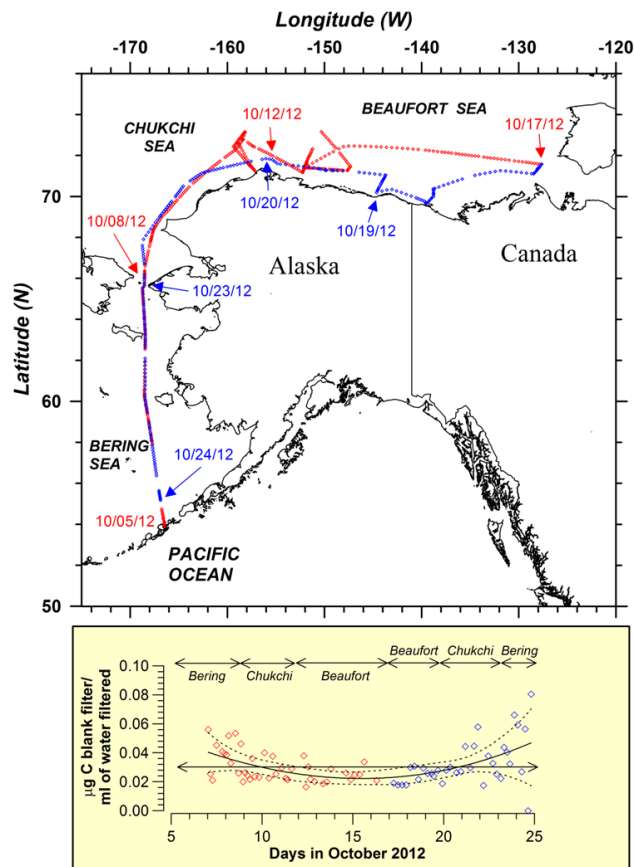 Longitude (W)
-170 -160 -150 -140 -130 -120
BEAUFORT SEA
10/12/12
10/17/12
CHUKCHI
SEA
70
10/20/12
10/19/12
10/08/12
Alaska
Canada
10/23/12
Latitude (N)
60
BERING
SEA
10/24/12
10/05/12
PACIFIC
OCEAN
50
0.10
Beaufort Chukchi Bering
Bering Chukchi Beaufort
0.08
0.06
0.04
0.02
0.00
µg C blank filter/
ml of water filtered
5 10 15 20 25
Days in October 2012